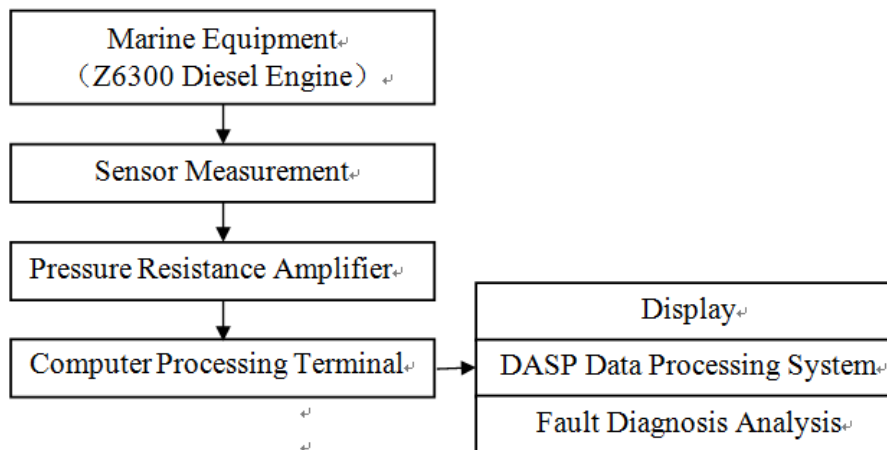 Marine Equipment
（Z6300 Diesel Engine）
Sensor Measurement
Pressure Resistance Amplifier
Computer Processing Terminal
Display
DASP Data Processing System
Fault Diagnosis Analysis